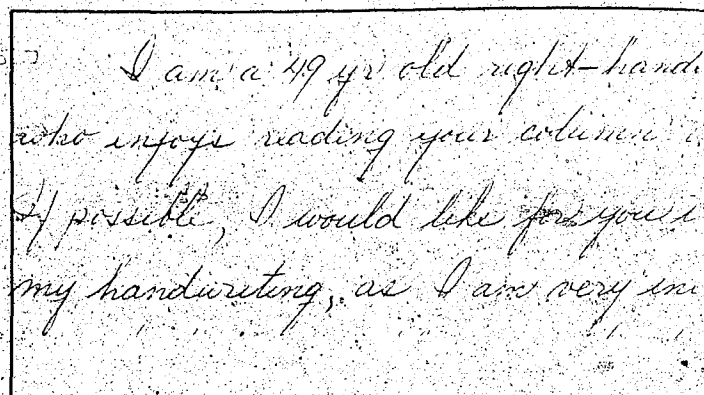 I am a 49 yr old right-hand
who enjoys reading your column
If possible, I would like for you
my handwriting, as I am very